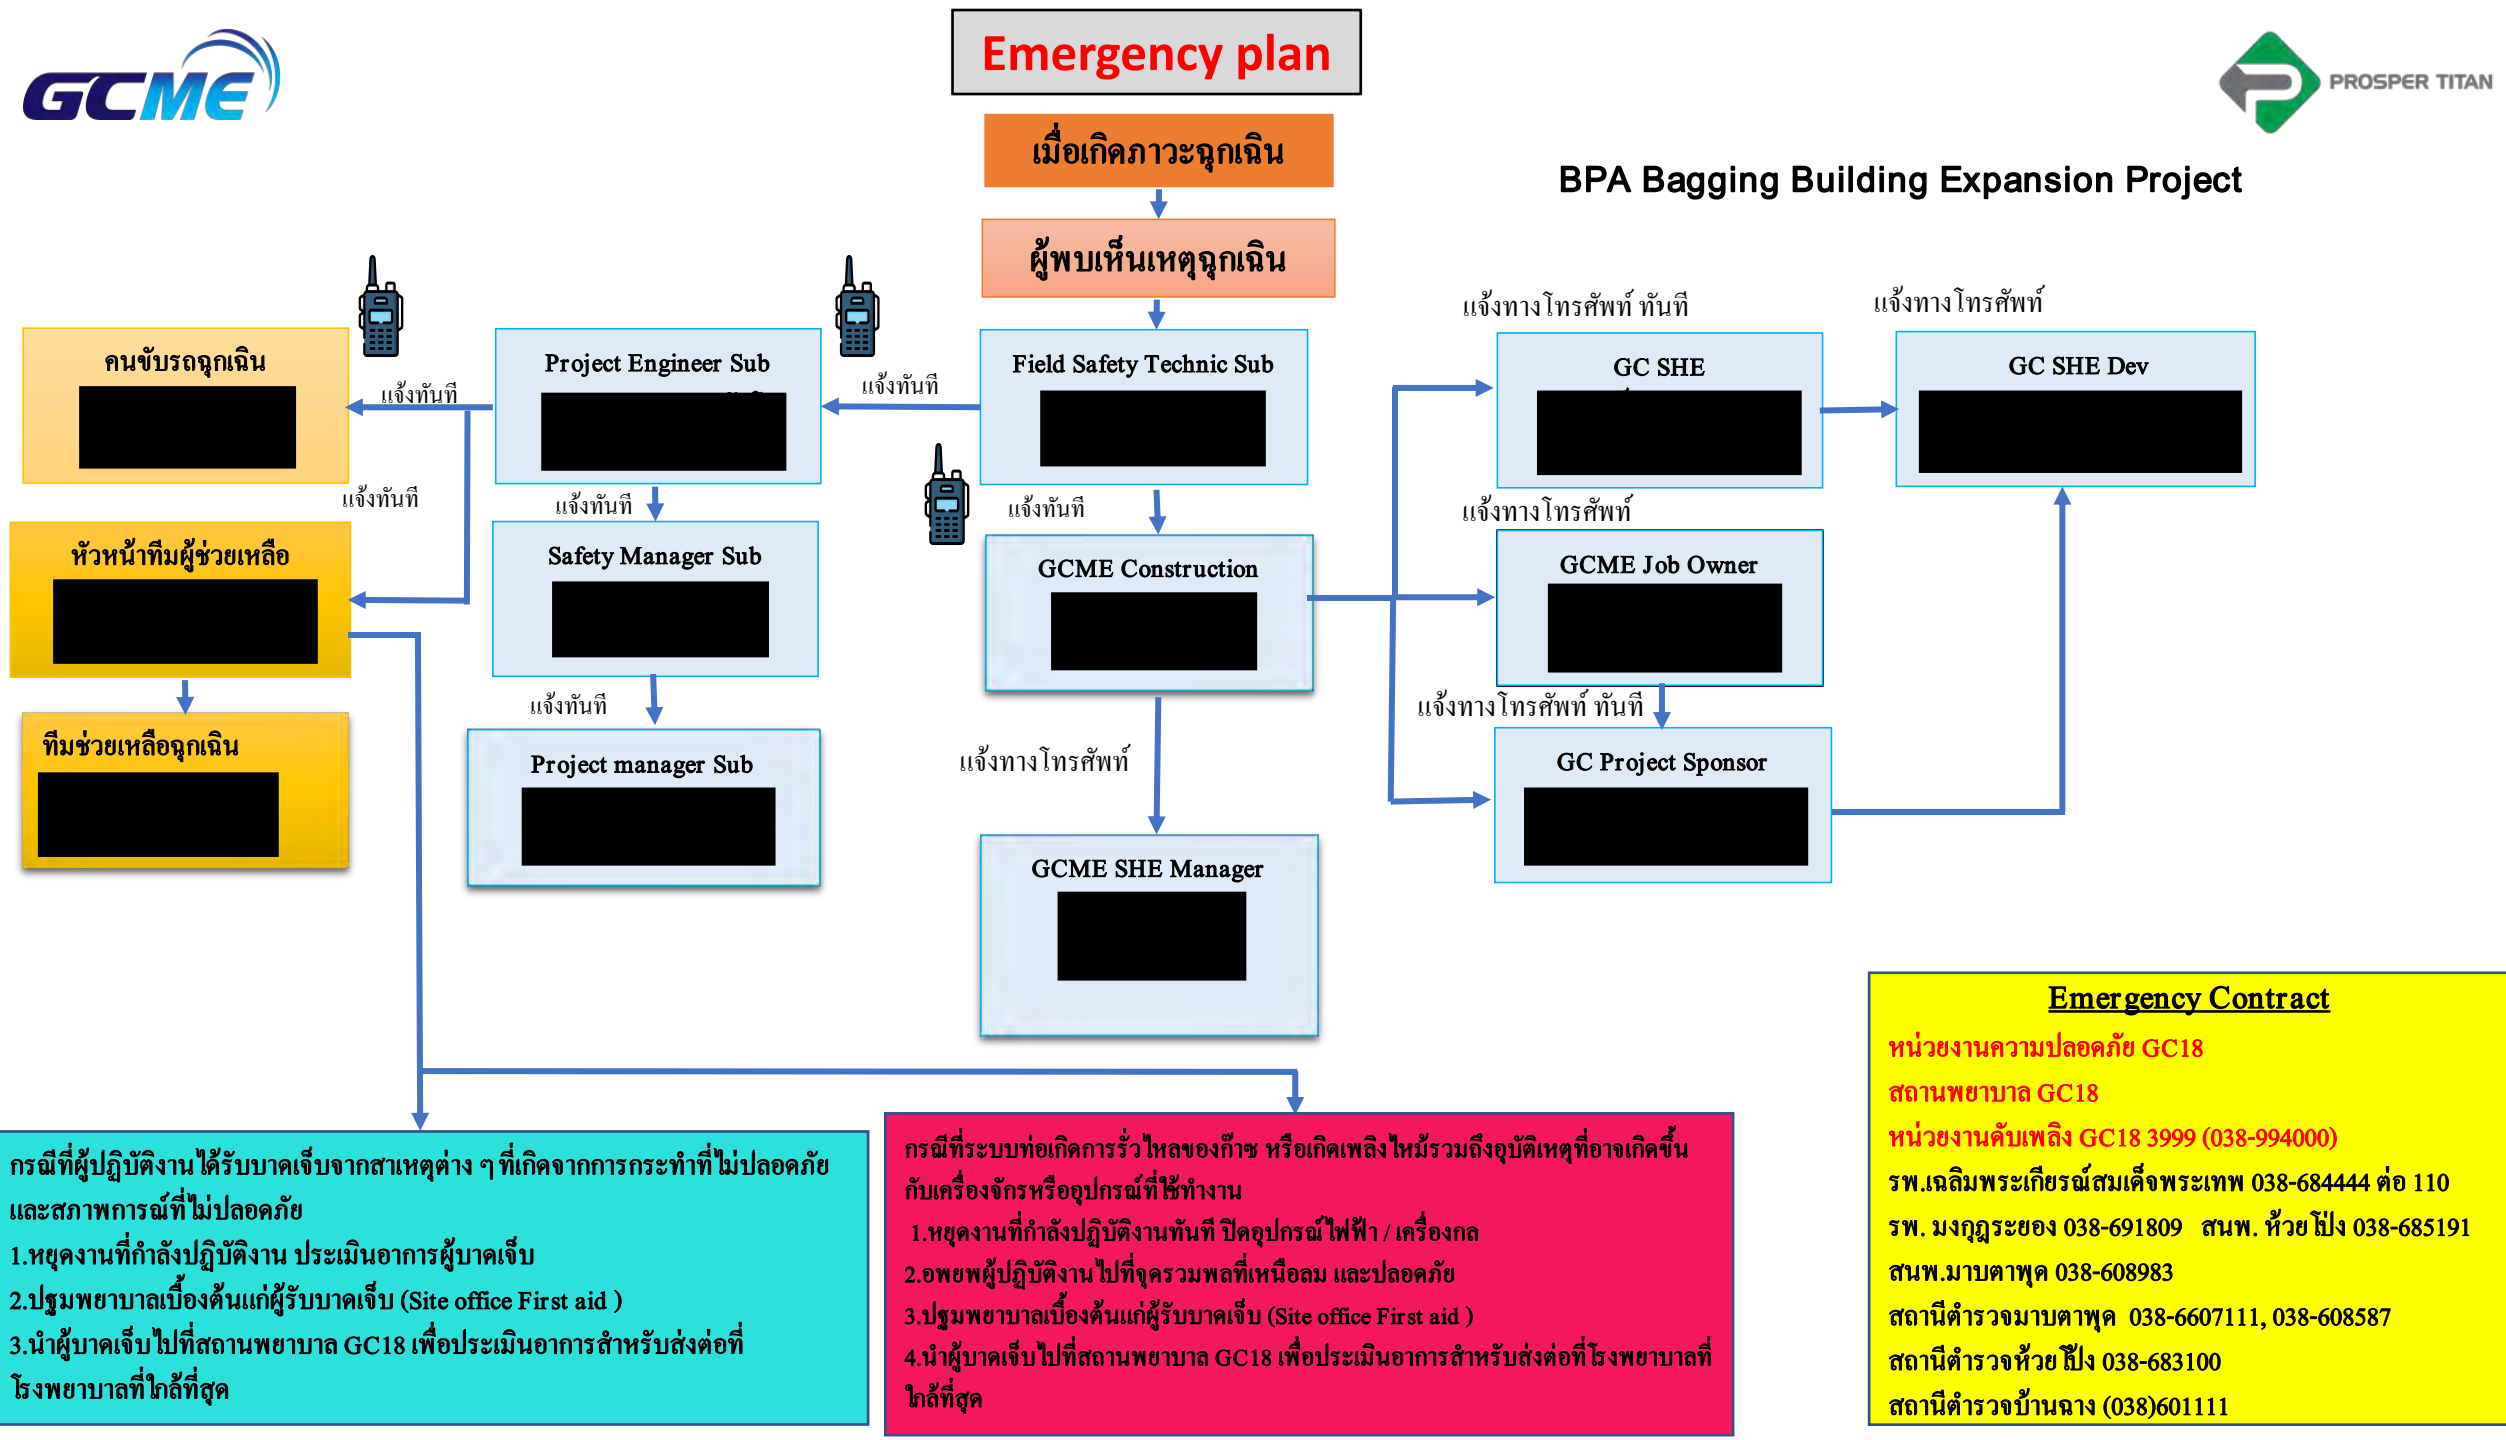 Emergency plan
GCME
PROSPER TITAN
เมื่อเกิดภาวะฉุกเฉิน
BPA Bagging Building Expansion Project
ผู้พบเห็นเหตุฉุกเฉิน
แจ้งทางโทรศัพท์ ทันที
แจ้งทางโทรศัพท์
คนขับรถฉุกเฉิน
แจ้งทันที
Project Engineer Sub
แจ้งทันที
Field Safety Technic Sub
GC SHE
GC SHE Dev
แจ้งทันที
แจ้งทันที
แจ้งทันที
แจ้งทางโทรศัพท์
หัวหน้าทีมผู้ช่วยเหลือ
Safety Manager Sub
GCME Construction
GCME Job Owner
แจ้งทันที
แจ้งทางโทรศัพท์ ทันที
ทีมช่วยเหลือฉุกเฉิน
Project manager Sub
แจ้งทางโทรศัพท์
GC Project Sponsor
GCME SHE Manager
กรณีที่ผู้ปฏิบัติงานได้รับบาดเจ็บจากสาเหตุต่าง ๆ ที่เกิดจากการกระทำที่ไม่ปลอดภัย
และสภาพการณ์ที่ไม่ปลอดภัย
1.หยุดงานที่กำลังปฏิบัติงาน ประเมินอาการผู้บาดเจ็บ
2.ปฐมพยาบาลเบื้องต้นแก่ผู้รับบาดเจ็บ (Site office First aid )
3.นำผู้บาดเจ็บไปที่สถานพยาบาล GC18 เพื่อประเมินอาการสำหรับส่งต่อที่
โรงพยาบาลที่ใกล้ที่สุด
กรณีที่ระบบท่อเกิดการรั่วไหลของก๊าซ หรือเกิดเพลิงไหม้รวมถึงอุบัติเหตุที่อาจเกิดขึ้น
กับเครื่องจักรหรืออุปกรณ์ที่ใช้ทำงาน
1.หยุดงานที่กำลังปฏิบัติงานทันที ปิดอุปกรณ์ไฟฟ้า / เครื่องกล
2.อพยพผู้ปฏิบัติงานไปที่จุดรวมพลที่เหนือลม และปลอดภัย
3.ปฐมพยาบาลเบื้องต้นแก่ผู้รับบาดเจ็บ (Site office First aid )
4.นำผู้บาดเจ็บไปที่สถานพยาบาล GC18 เพื่อประเมินอาการสำหรับส่งต่อที่โรงพยาบาลที่
ใกล้ที่สุด
Emergency Contract
หน่วยงานความปลอดภัย GC18
สถานพยาบาล GC18
หน่วยงานดับเพลิง GC18 3999 (038-994000)
รพ.เฉลิมพระเกียรณ์สมเด็จพระเทพ 038-684444 ต่อ 110
รพ. มงกุฎระยอง 038-691809 สนพ. ห้วยโป่ง 038-685191
สนพ.มาบตาพุด 038-608983
สถานีตำรวจมาบตาพุด 038-6607111, 038-608587
สถานีตำรวจห้วยโป้ง 038-683100
สถานีตำรวจบ้านฉาง (038)601111